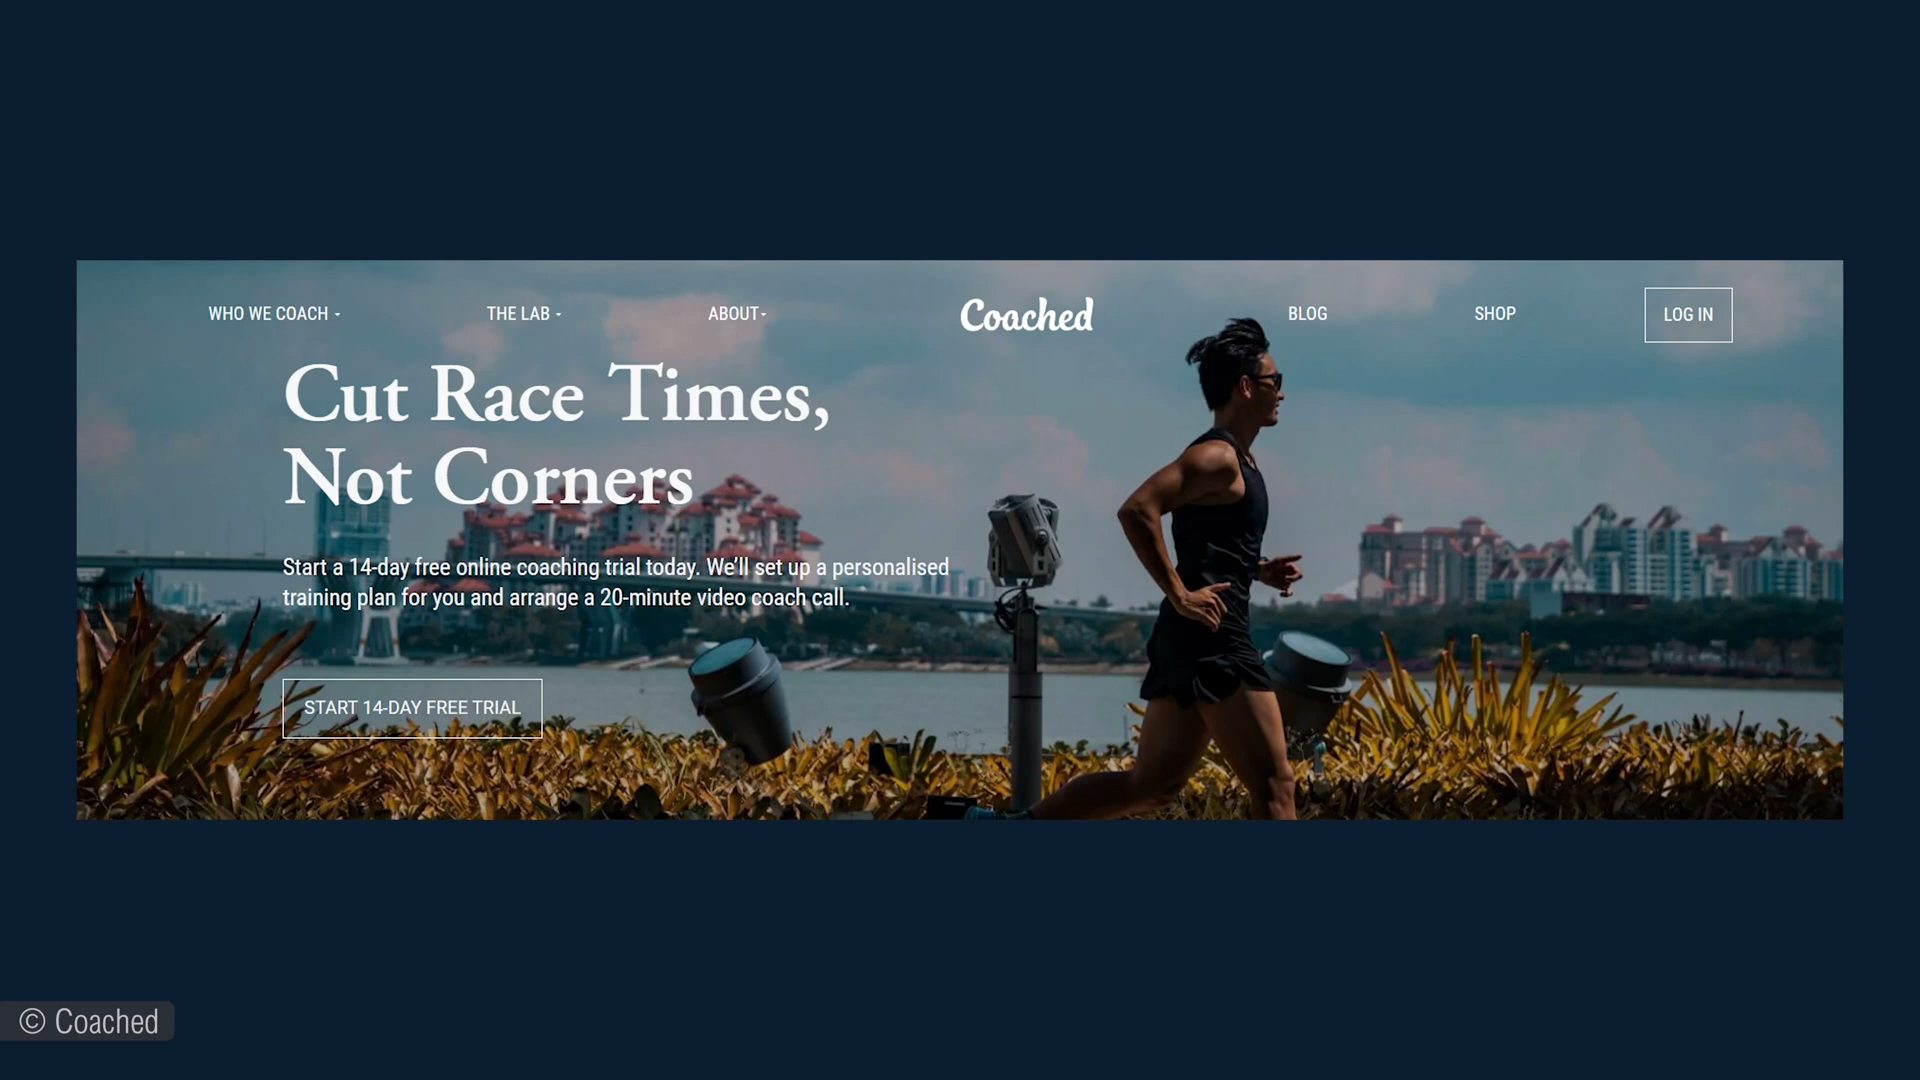 WHO WE COACH
THE LAB
ABOUT
Coached
BLOG
SHOP
LOG IN
Cut Race Times,
Not Corners
Start a 14-day free online coaching trial today. We’ll set up a personalised
training plan for you and arrange a 20-minute video coach call.
START 14-DAY FREE TRIAL
© Coached